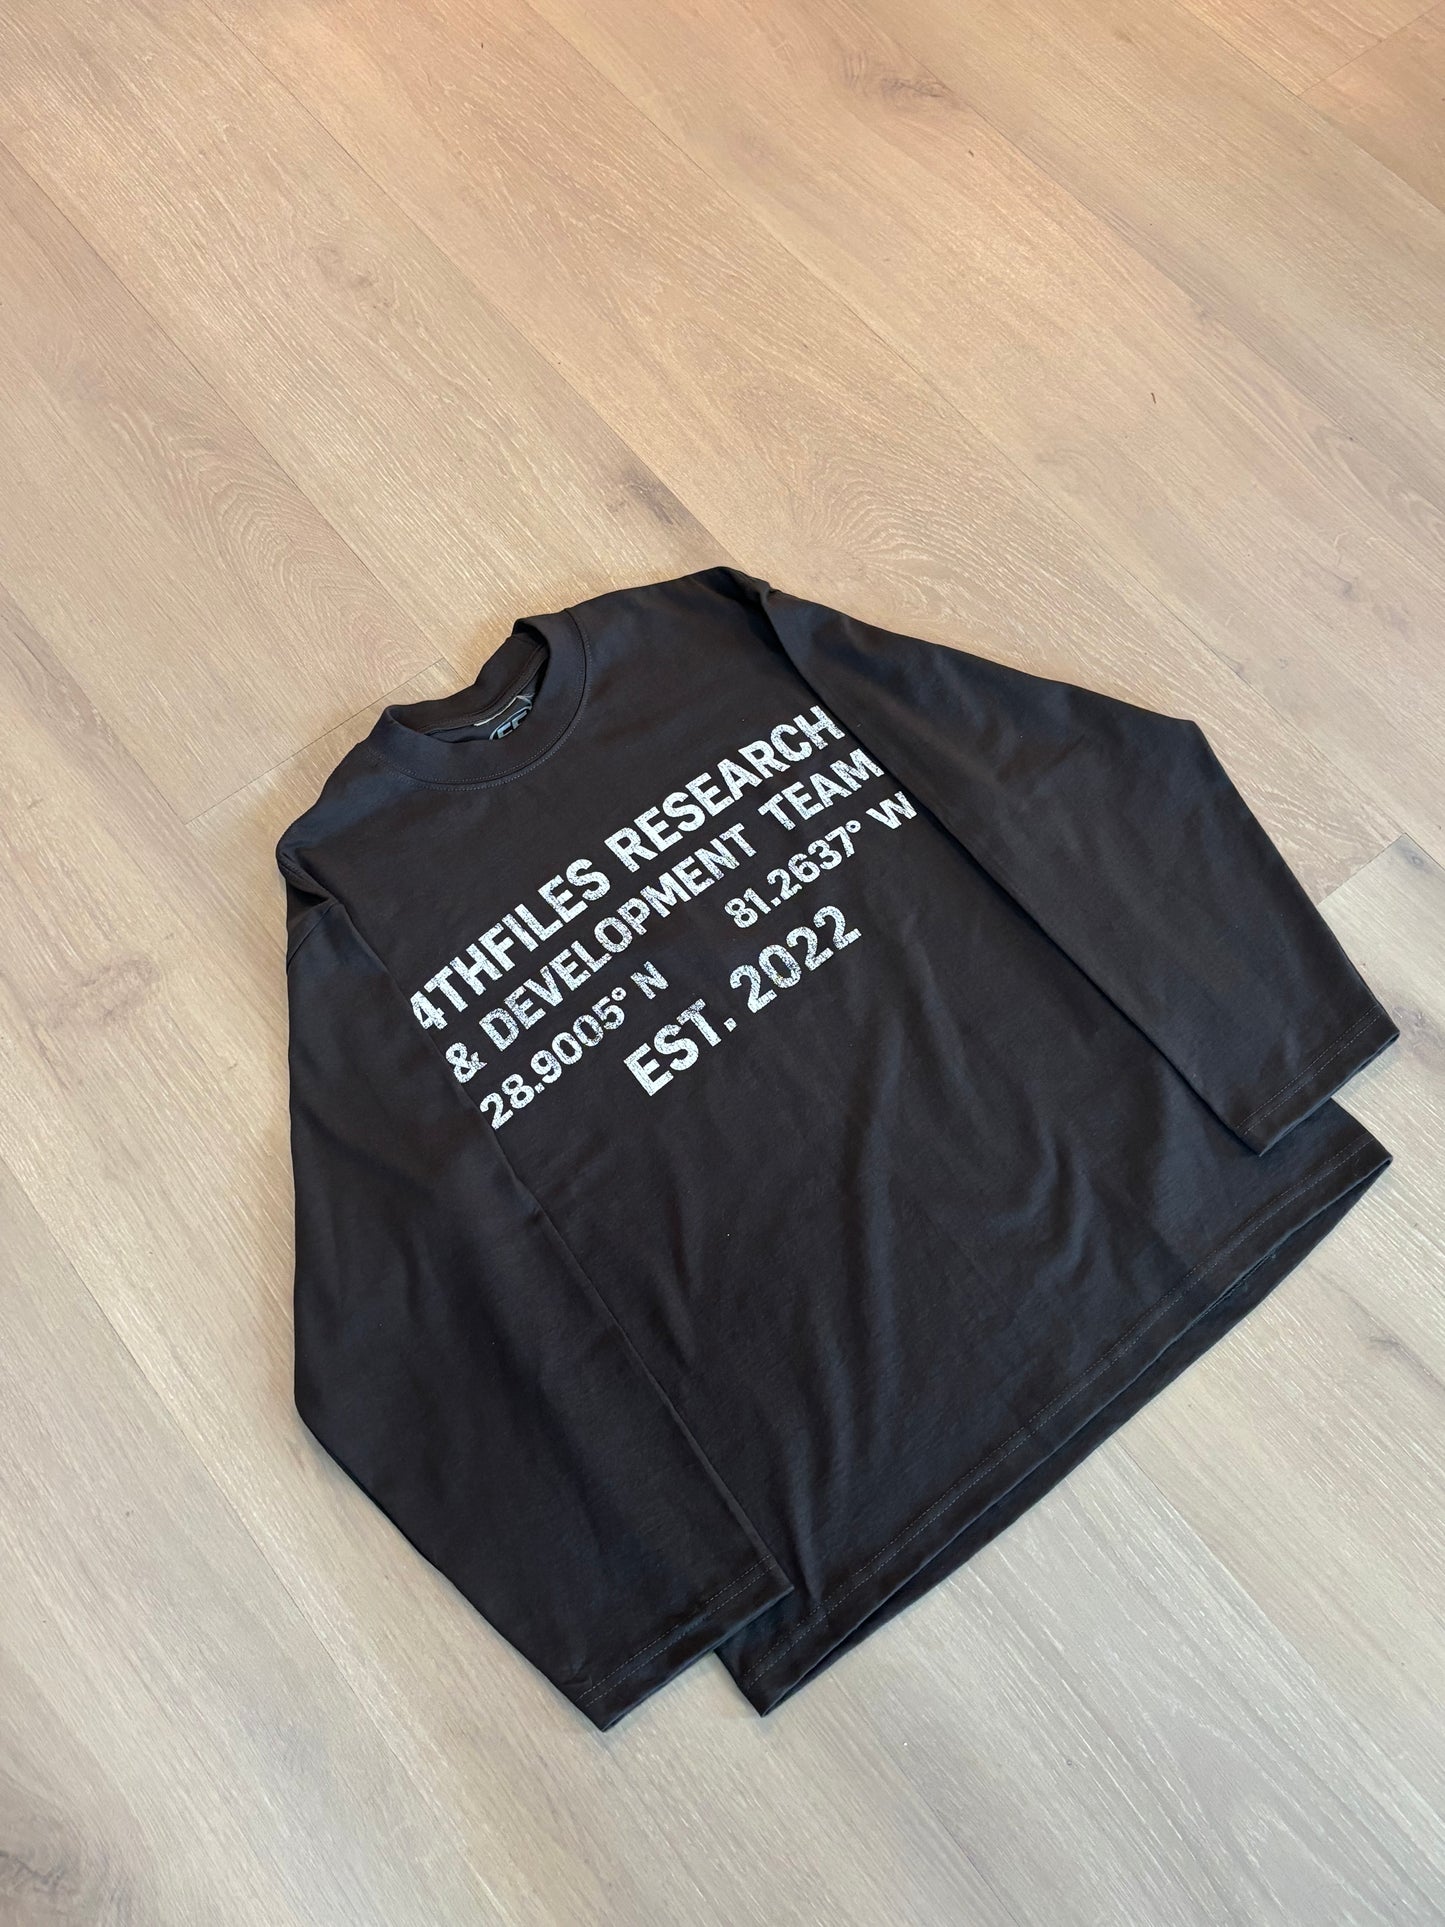 4THFILES RESEARCH
& DEVELOPMENT TEAM
28.9005° N 81.2637° W
EST. 2022